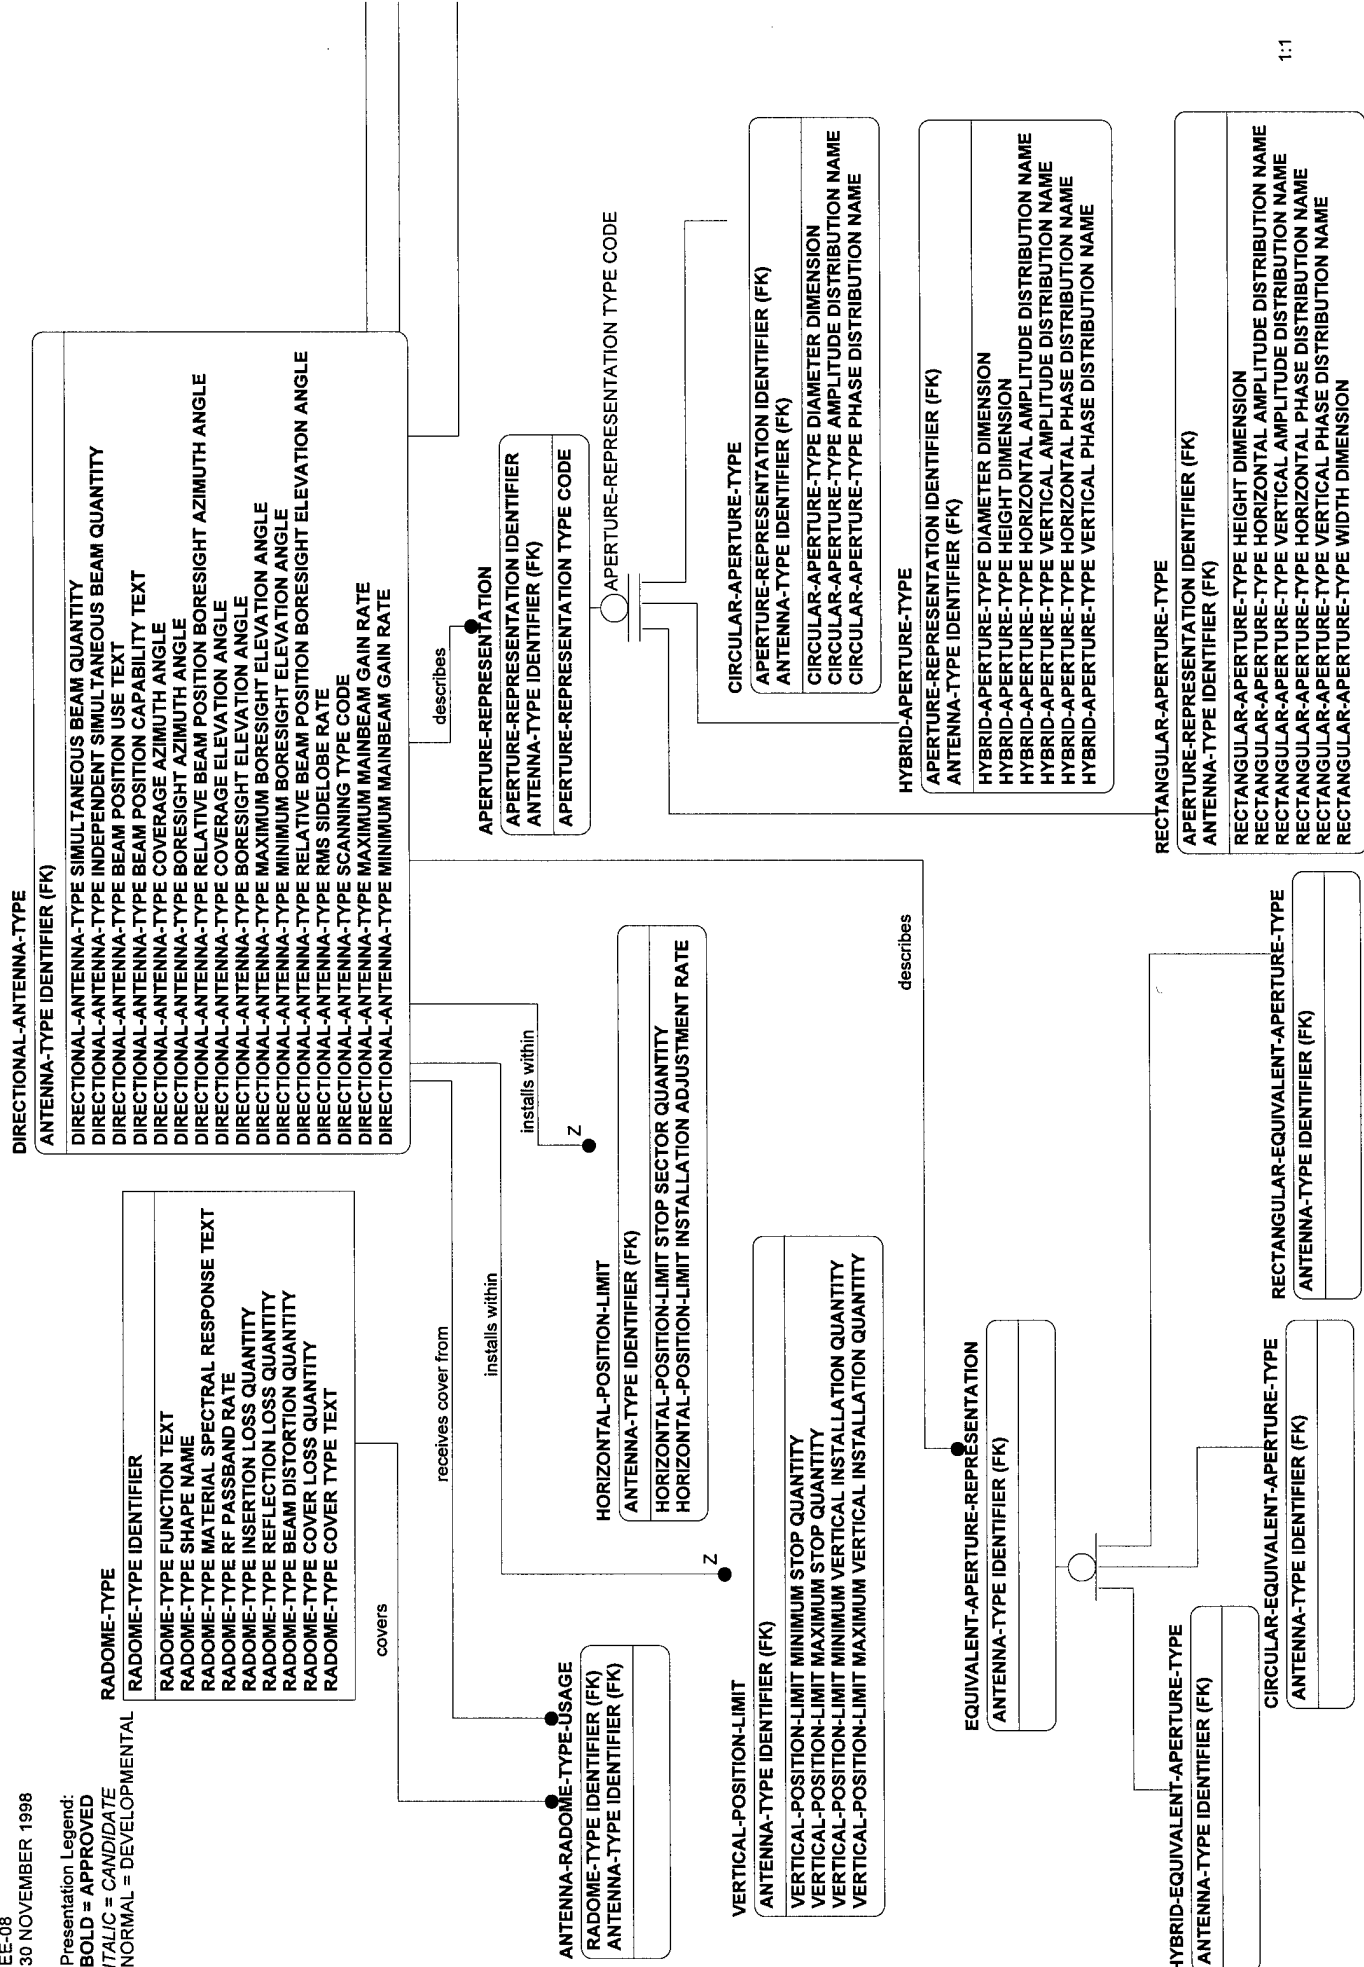 EE-08
30 NOVEMBER 1998
Presentation Legend:
BOLD = APPROVED
ITALIC = CANDIDATE
NORMAL = DEVELOPMENTAL
RADOME-TYPE
RADOME-TYPE IDENTIFIER
RADOME-TYPE FUNCTION TEXT
RADOME-TYPE SHAPE NAME
RADOME-TYPE MATERIAL SPECTRAL RESPONSE TEXT
RADOME-TYPE RF PASSBAND RATE
RADOME-TYPE INSERTION LOSS QUANTITY
RADOME-TYPE REFLECTION LOSS QUANTITY
RADOME-TYPE BEAM DISTORTION QUANTITY
RADOME-TYPE COVER LOSS QUANTITY
RADOME-TYPE COVER TYPE TEXT
DIRECTIONAL-ANTENNA-TYPE
ANTENNA-TYPE IDENTIFIER (FK)
DIRECTIONAL-ANTENNA-TYPE SIMULTANEOUS BEAM QUANTITY
DIRECTIONAL-ANTENNA-TYPE INDEPENDENT SIMULTANEOUS BEAM QUANTITY
DIRECTIONAL-ANTENNA-TYPE BEAM POSITION USE TEXT
DIRECTIONAL-ANTENNA-TYPE BEAM POSITION CAPABILITY TEXT
DIRECTIONAL-ANTENNA-TYPE COVERAGE AZIMUTH ANGLE
DIRECTIONAL-ANTENNA-TYPE BORESIGHT AZIMUTH ANGLE
DIRECTIONAL-ANTENNA-TYPE RELATIVE BEAM POSITION BORESIGHT AZIMUTH ANGLE
DIRECTIONAL-ANTENNA-TYPE COVERAGE ELEVATION ANGLE
DIRECTIONAL-ANTENNA-TYPE BORESIGHT ELEVATION ANGLE
DIRECTIONAL-ANTENNA-TYPE MAXIMUM BORESIGHT ELEVATION ANGLE
DIRECTIONAL-ANTENNA-TYPE MINIMUM BORESIGHT ELEVATION ANGLE
DIRECTIONAL-ANTENNA-TYPE RELATIVE BEAM POSITION BORESIGHT ELEVATION ANGLE
DIRECTIONAL-ANTENNA-TYPE RMS SIDELOBE RATE
DIRECTIONAL-ANTENNA-TYPE SCANNING TYPE CODE
DIRECTIONAL-ANTENNA-TYPE MAXIMUM MAINBEAM GAIN RATE
DIRECTIONAL-ANTENNA-TYPE MINIMUM MAINBEAM GAIN RATE
covers
receives cover from
installs within
installs within
describes
describes
ANTENNA-RADOME-TYPE-USAGE
RADOME-TYPE IDENTIFIER (FK)
ANTENNA-TYPE IDENTIFIER (FK)
Z
HORIZONTAL-POSITION-LIMIT
ANTENNA-TYPE IDENTIFIER (FK)
HORIZONTAL-POSITION-LIMIT STOP SECTOR QUANTITY
HORIZONTAL-POSITION-LIMIT INSTALLATION ADJUSTMENT RATE
Z
VERTICAL-POSITION-LIMIT
ANTENNA-TYPE IDENTIFIER (FK)
VERTICAL-POSITION-LIMIT MINIMUM STOP QUANTITY
VERTICAL-POSITION-LIMIT MAXIMUM STOP QUANTITY
VERTICAL-POSITION-LIMIT MINIMUM VERTICAL INSTALLATION QUANTITY
VERTICAL-POSITION-LIMIT MAXIMUM VERTICAL INSTALLATION QUANTITY
APERTURE-REPRESENTATION
APERTURE-REPRESENTATION IDENTIFIER
ANTENNA-TYPE IDENTIFIER (FK)
APERTURE-REPRESENTATION TYPE CODE
APERTURE-REPRESENTATION TYPE CODE
CIRCULAR-APERTURE-TYPE
APERTURE-REPRESENTATION IDENTIFIER (FK)
ANTENNA-TYPE IDENTIFIER (FK)
CIRCULAR-APERTURE-TYPE DIAMETER DIMENSION
CIRCULAR-APERTURE-TYPE AMPLITUDE DISTRIBUTION NAME
CIRCULAR-APERTURE-TYPE PHASE DISTRIBUTION NAME
HYBRID-APERTURE-TYPE
APERTURE-REPRESENTATION IDENTIFIER (FK)
ANTENNA-TYPE IDENTIFIER (FK)
HYBRID-APERTURE-TYPE DIAMETER DIMENSION
HYBRID-APERTURE-TYPE HEIGHT DIMENSION
HYBRID-APERTURE-TYPE HORIZONTAL AMPLITUDE DISTRIBUTION NAME
HYBRID-APERTURE-TYPE VERTICAL AMPLITUDE DISTRIBUTION NAME
HYBRID-APERTURE-TYPE HORIZONTAL PHASE DISTRIBUTION NAME
HYBRID-APERTURE-TYPE VERTICAL PHASE DISTRIBUTION NAME
RECTANGULAR-APERTURE-TYPE
APERTURE-REPRESENTATION IDENTIFIER (FK)
ANTENNA-TYPE IDENTIFIER (FK)
RECTANGULAR-APERTURE-TYPE HEIGHT DIMENSION
RECTANGULAR-APERTURE-TYPE HORIZONTAL AMPLITUDE DISTRIBUTION NAME
RECTANGULAR-APERTURE-TYPE VERTICAL AMPLITUDE DISTRIBUTION NAME
RECTANGULAR-APERTURE-TYPE HORIZONTAL PHASE DISTRIBUTION NAME
RECTANGULAR-APERTURE-TYPE VERTICAL PHASE DISTRIBUTION NAME
RECTANGULAR-APERTURE-TYPE WIDTH DIMENSION
EQUIVALENT-APERTURE-REPRESENTATION
ANTENNA-TYPE IDENTIFIER (FK)
HYBRID-EQUIVALENT-APERTURE-TYPE
ANTENNA-TYPE IDENTIFIER (FK)
CIRCULAR-EQUIVALENT-APERTURE-TYPE
ANTENNA-TYPE IDENTIFIER (FK)
RECTANGULAR-EQUIVALENT-APERTURE-TYPE
ANTENNA-TYPE IDENTIFIER (FK)
1:1